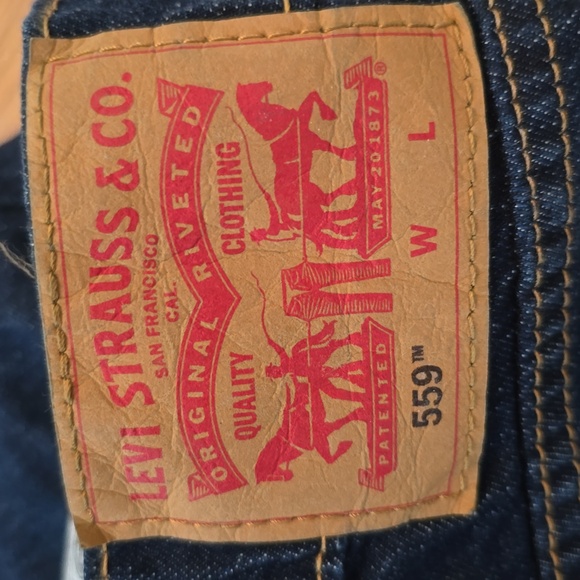 LEVI STRAUSS & CO.
SAN FRANCISCO
CAL.
ORIGINAL RIVETED
QUALITY CLOTHING
PATENTED MAY 20 1873 ®
559™ W L